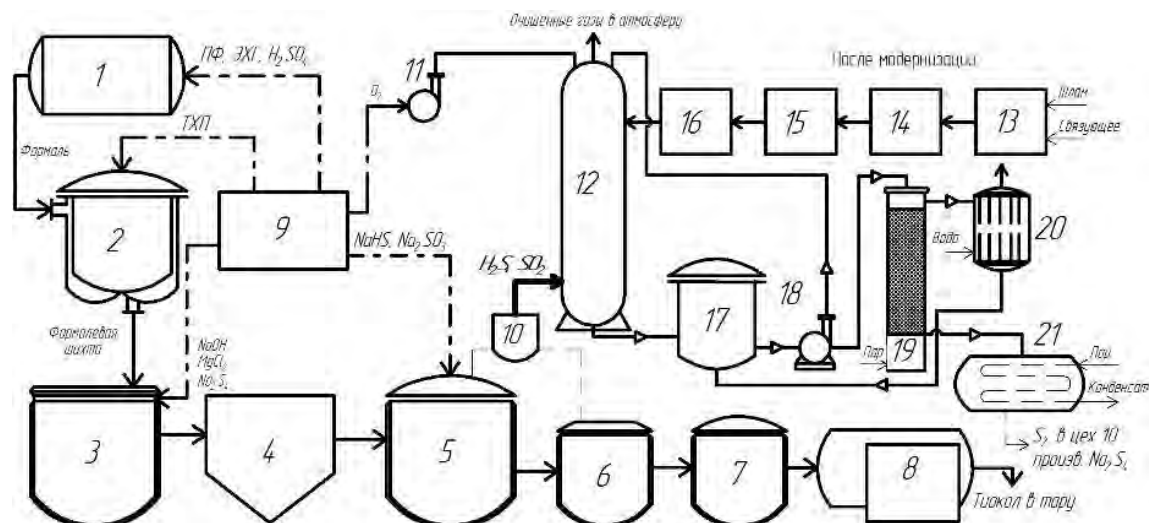 Очищенные газы в атмосферу
После модернизации
1
ПФ, ЭХГ, H₂SO₄
11
O₂
ТХП
Формаль
16
15
14
13
Шлам
Связующее
12
2
9
NaHS, Na₂SO₃
Вода
20
H₂S SO₂
17
18
10
19
Пар
21
Формолевая
шихта
NaOH
MgCl₂
Na₂S₄
Конденсат
3
4
5
6
7
8
S₂ в цех 10
произв. Na₂S₄
Тиокол в тару